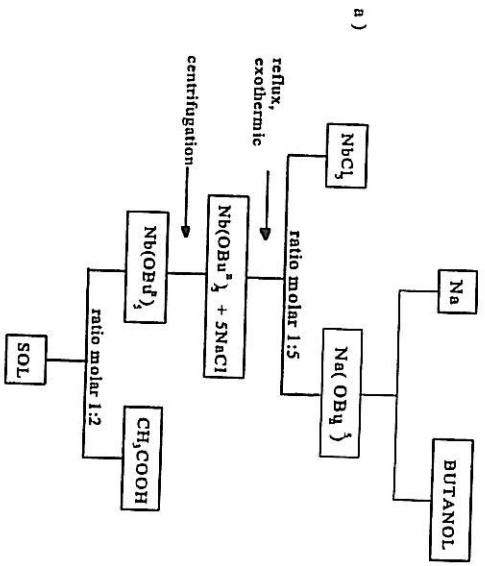 Na
BUTANOL
a )
NbCl₅
Na( OBu )
ratio molar 1:5
reflux,
exothermic
Nb(OBuⁿ)₅ + 5NaCl
centrifugation
Nb(OBuⁿ)₅
CH₃COOH
ratio molar 1:2
SOL